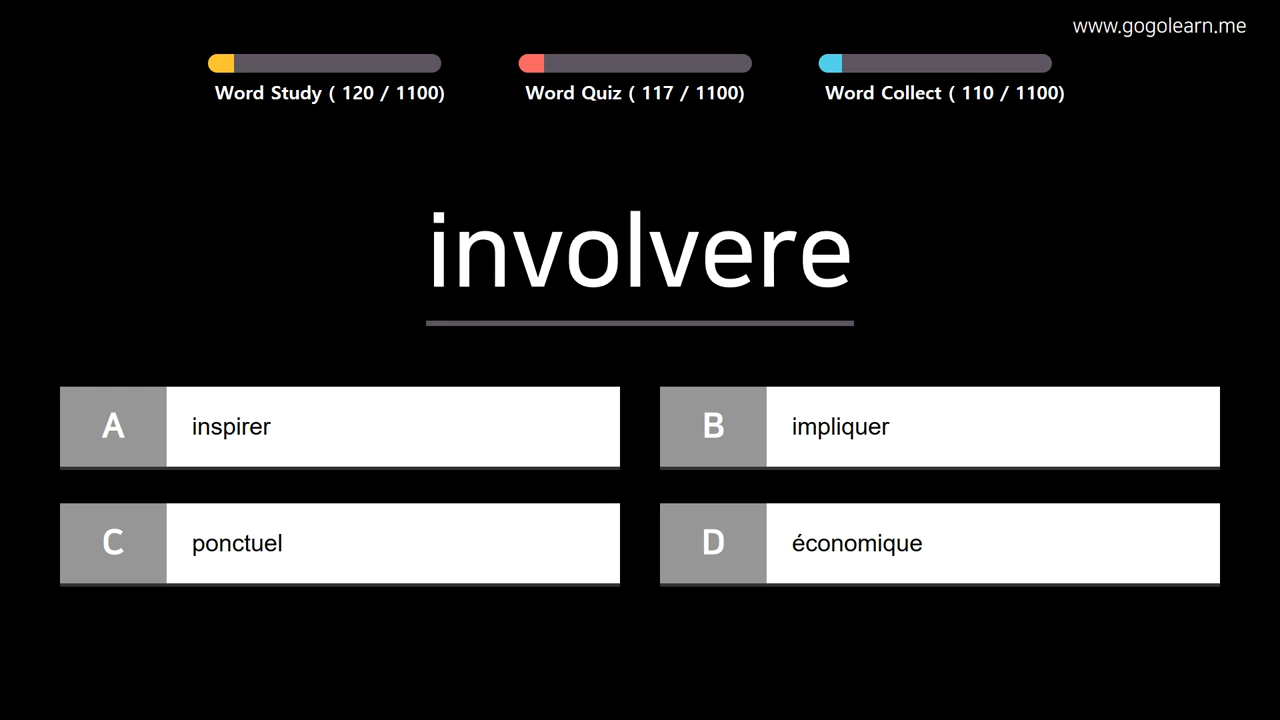 www.gogolearn.me
Word Study ( 120 / 1100)
Word Quiz ( 117 / 1100)
Word Collect ( 110 / 1100)
involvere
A inspirer
B impliquer
C ponctuel
D économique